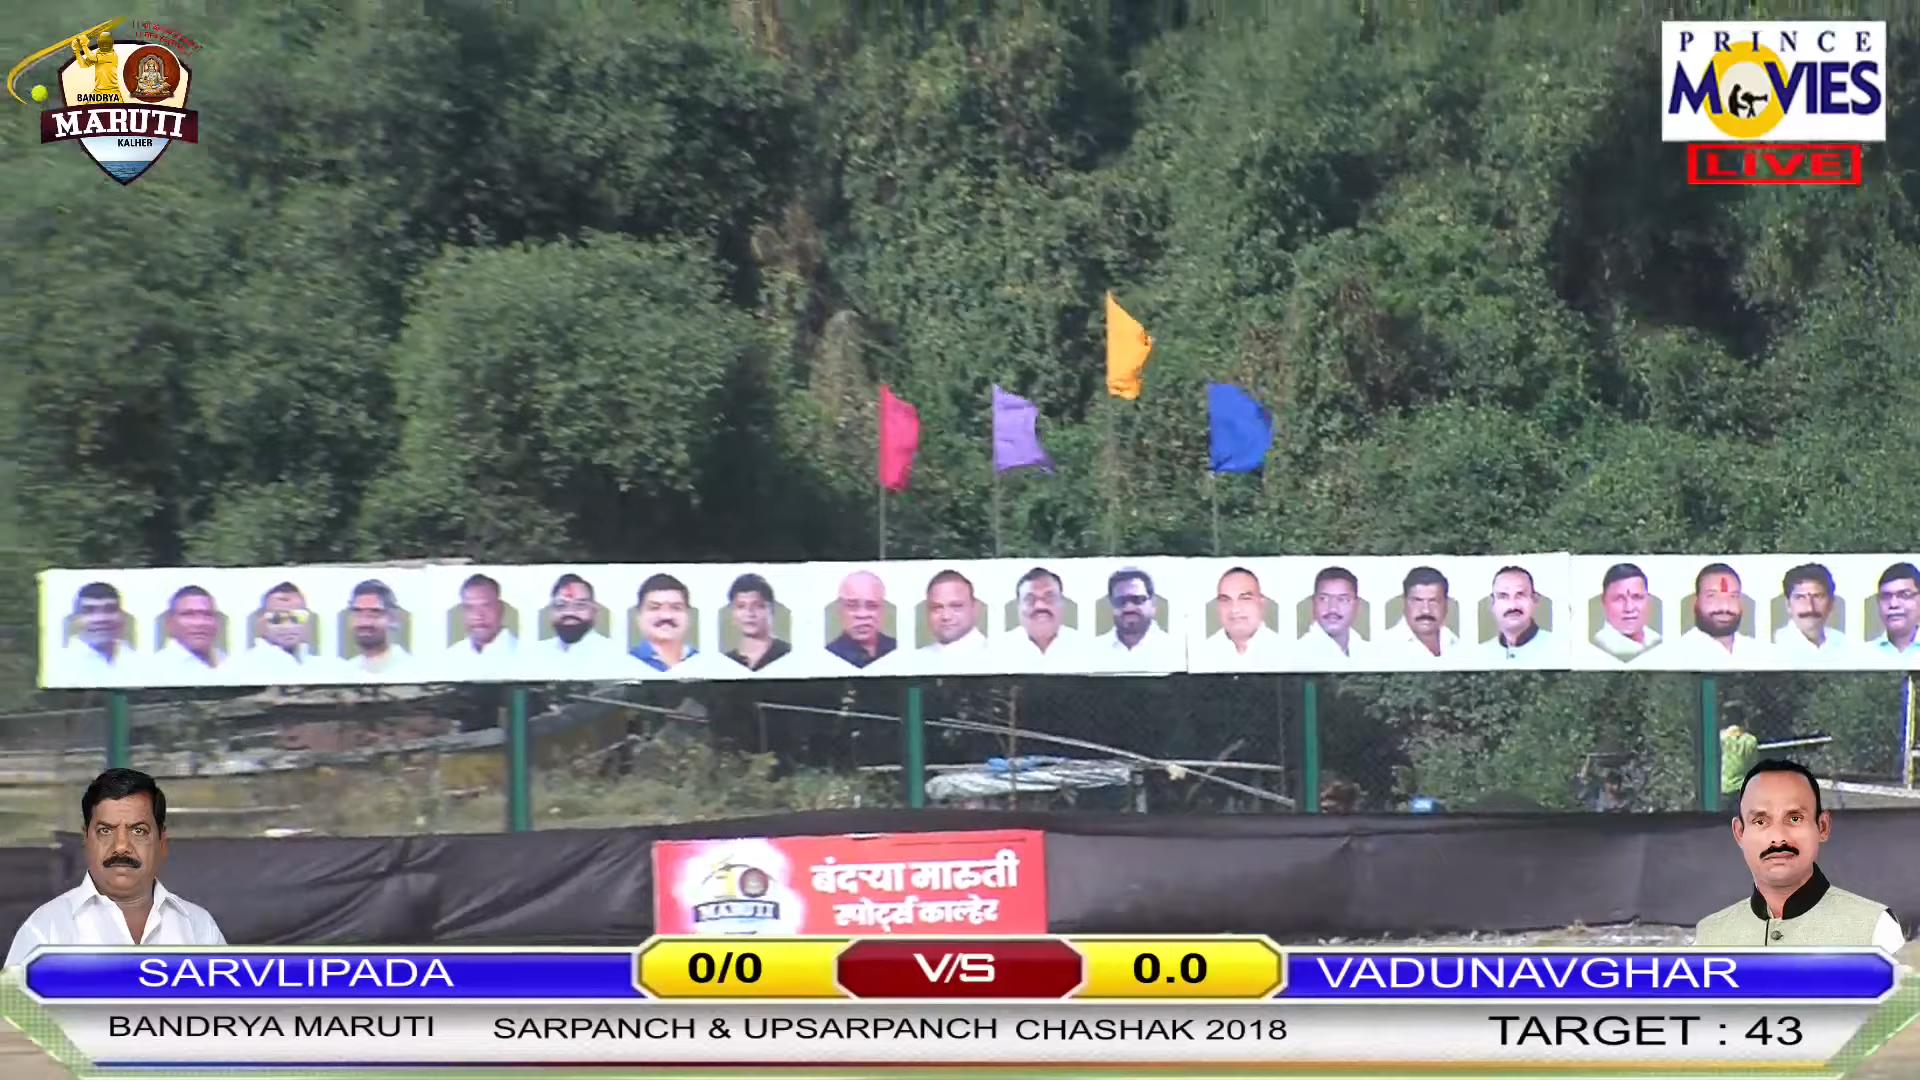 BANDRYA
MARUTI
KALHER
PRINCE
MOVIES
LIVE
MARUTI
बंदऱ्या मारुती
स्पोर्ट्स काल्हेर
SARVLIPADA 0/0 V/S 0.0 VADUNAVGHAR
BANDRYA MARUTI SARPANCH & UPSARPANCH CHASHAK 2018 TARGET : 43